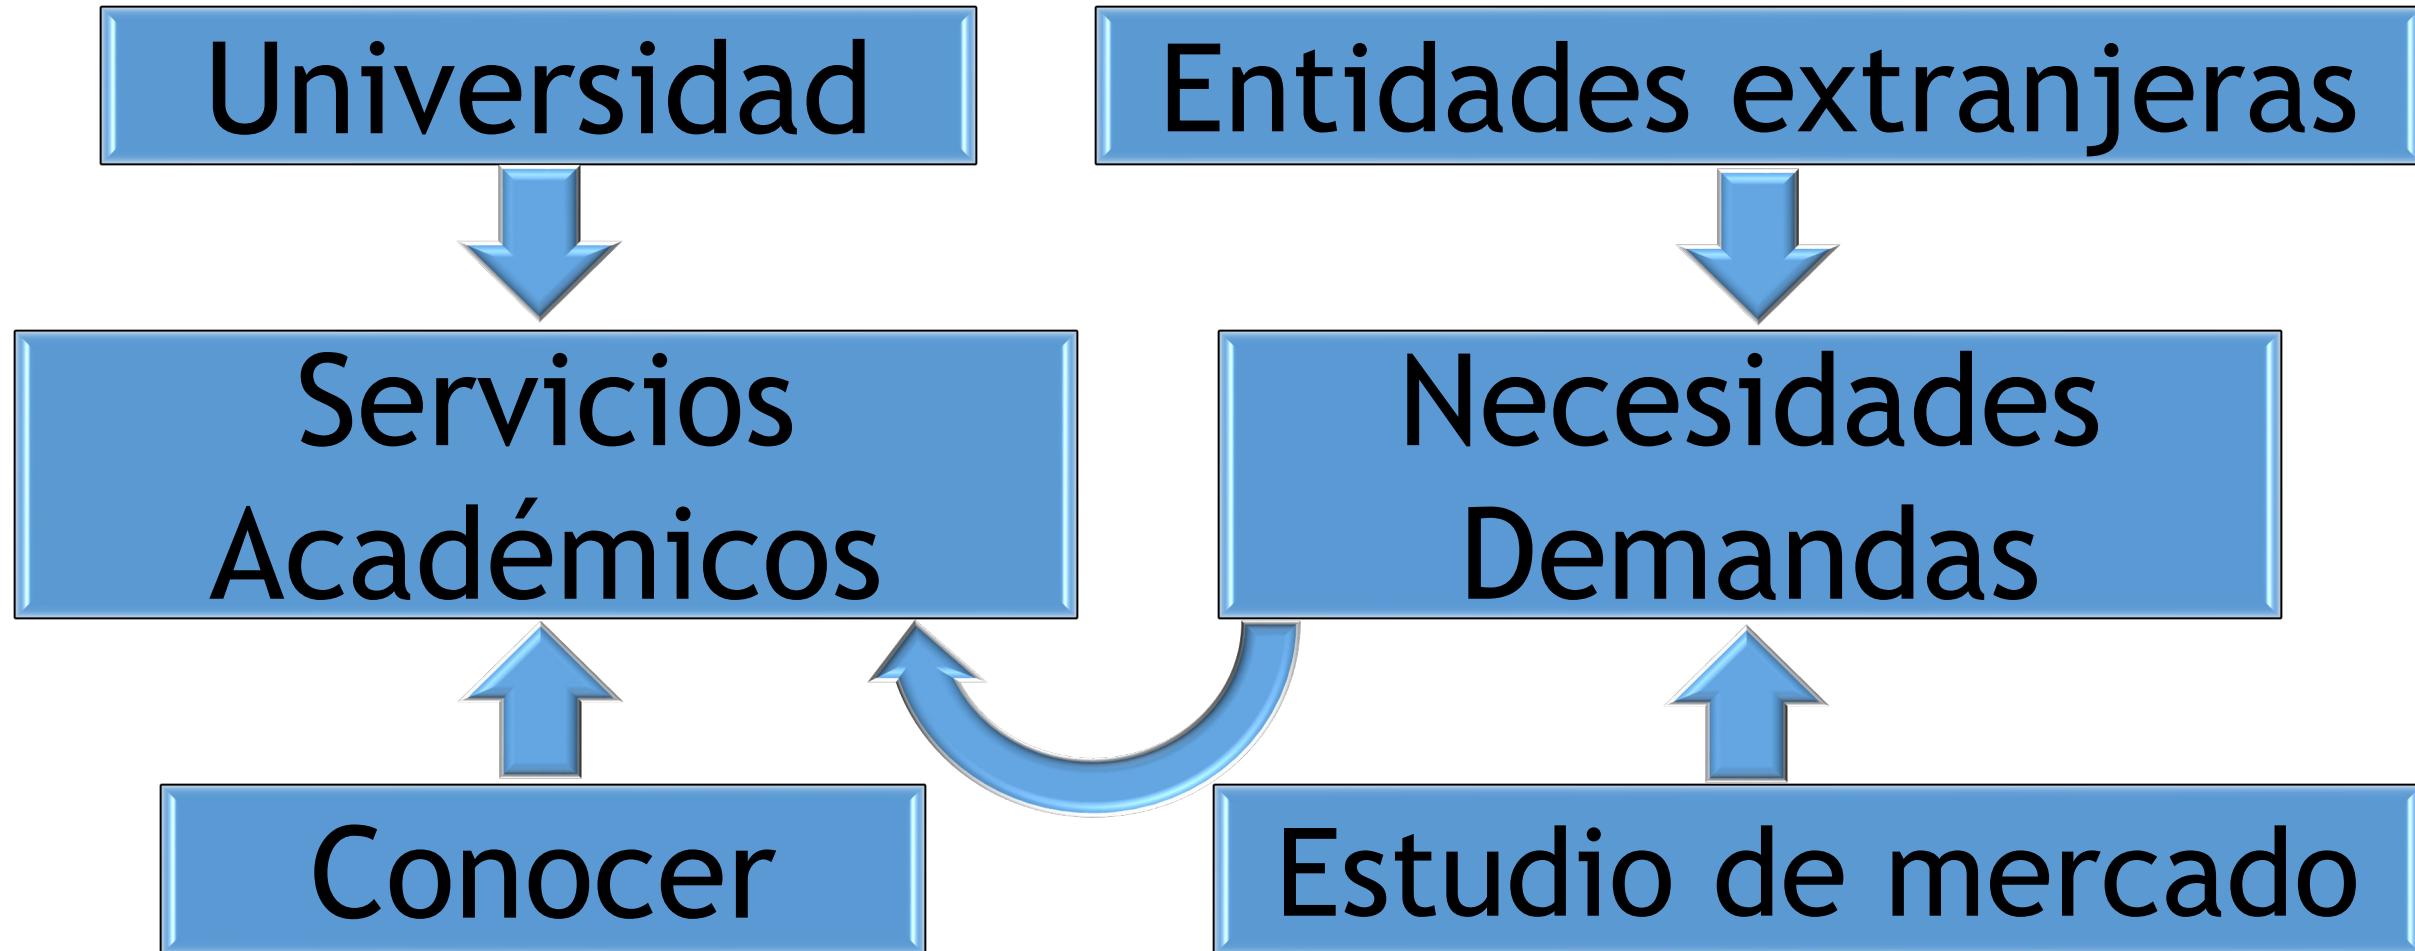 Universidad
Entidades extranjeras
Servicios
Académicos
Necesidades
Demandas
Conocer
Estudio de mercado